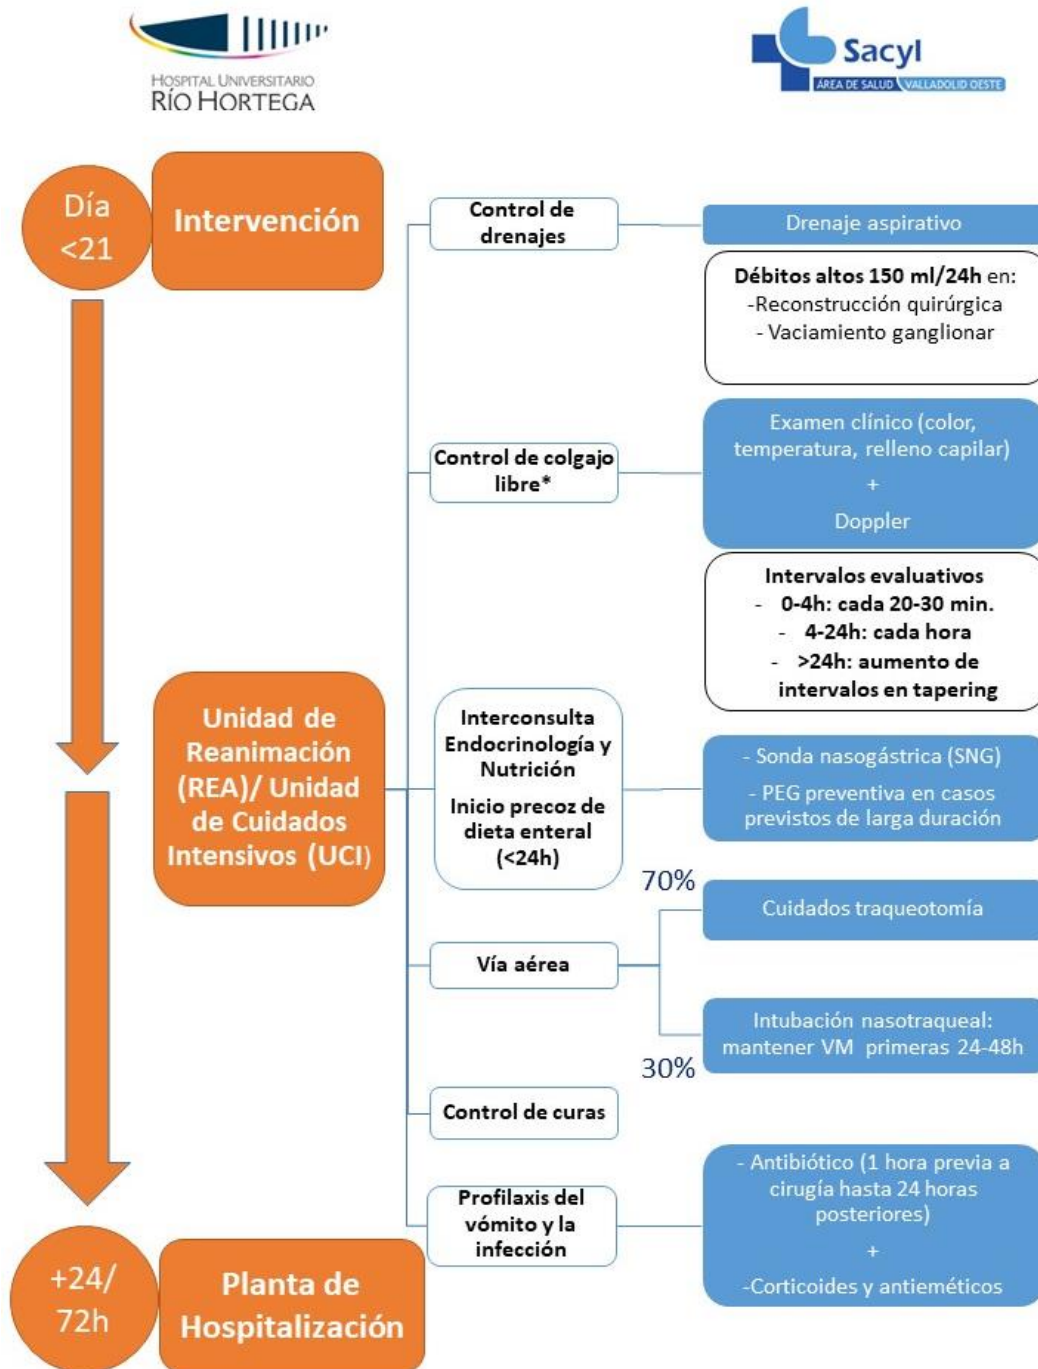 HOSPITAL UNIVERSITARIO
RÍO HORTEGA
Sacyl
ÁREA DE SALUD VALLADOLID OESTE
Día
<21
Intervención
Control de
drenajes
Drenaje aspirativo
Débitos altos 150 ml/24h en:
-Reconstrucción quirúrgica
- Vaciamiento ganglionar
Control de colgajo
libre*
Examen clínico (color,
temperatura, relleno capilar)
+
Doppler
Intervalos evaluativos
- 0-4h: cada 20-30 min.
- 4-24h: cada hora
- >24h: aumento de
intervalos en tapering
Unidad de
Reanimación
(REA)/ Unidad
de Cuidados
Intensivos (UCI)
Interconsulta
Endocrinología y
Nutrición
Inicio precoz de
dieta enteral
(<24h)
- Sonda nasogástrica (SNG)
- PEG preventiva en casos
previstos de larga duración
70%
Cuidados traqueotomía
Vía aérea
Intubación nasotraqueal:
mantener VM primeras 24-48h
30%
Control de curas
Profilaxis del
vómito y la
infección
- Antibiótico (1 hora previa a
cirugía hasta 24 horas
posteriores)
+
-Corticoides y antieméticos
+24/
72h
Planta de
Hospitalización